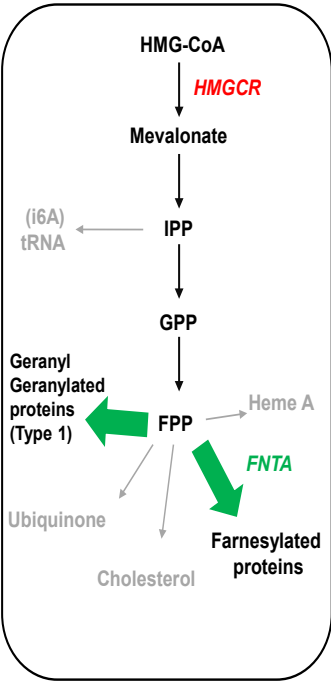 HMG-CoA
HMGCR
Mevalonate
(i6A)
tRNA
IPP
GPP
Geranyl
Geranylated
proteins
(Type 1)
FPP
Heme A
FNTA
Ubiquinone
Farnesylated
proteins
Cholesterol